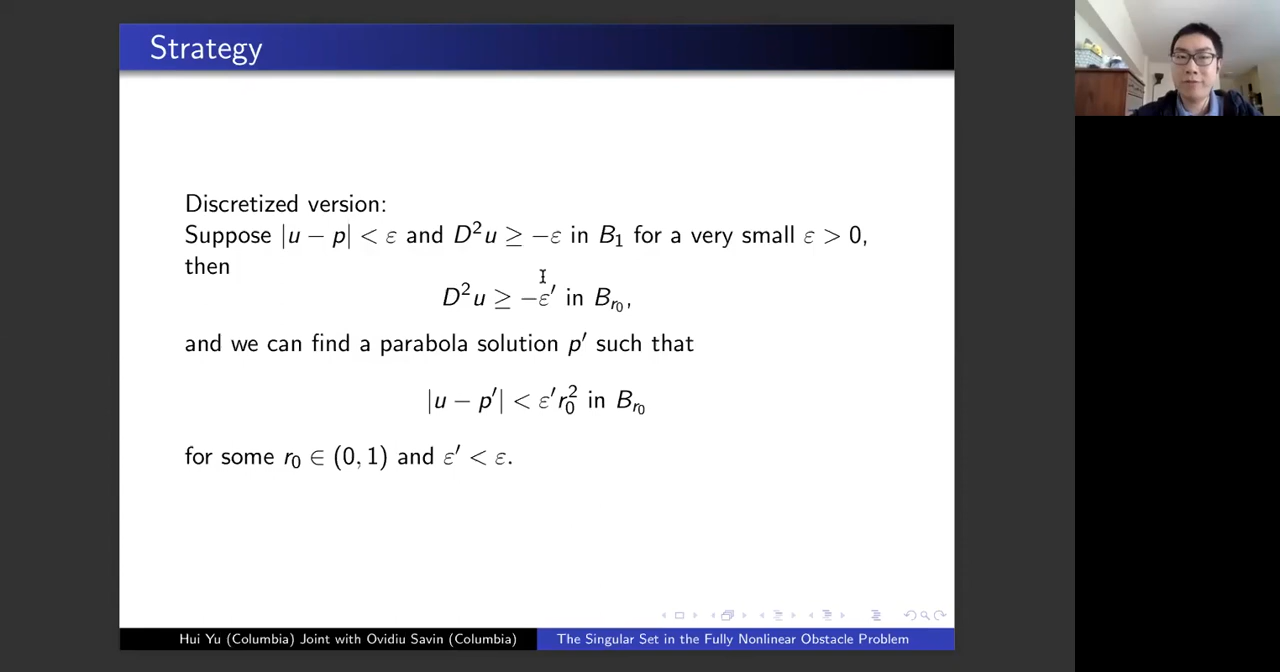 Strategy
Discretized version:
Suppose |u − p| < ε and D²u ≥ −ε in B₁ for a very small ε > 0,
then
D²u ≥ −ε′ in B_{r₀},
and we can find a parabola solution p′ such that
|u − p′| < ε′r₀² in B_{r₀}
for some r₀ ∈ (0, 1) and ε′ < ε.
Hui Yu (Columbia) Joint with Ovidiu Savin (Columbia) The Singular Set in the Fully Nonlinear Obstacle Problem